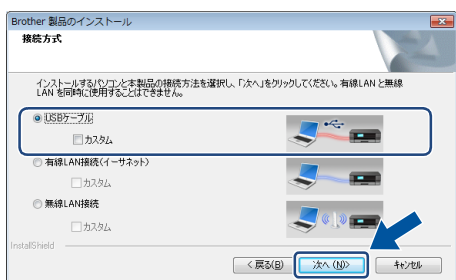 Brother 製品のインストール
接続方式
インストールするパソコンと本製品の接続方法を選択し、「次へ」をクリックしてください。有線LAN と無線
LAN を同時に使用することはできません。
USBケーブル
カスタム
有線LAN接続(イーサネット)
カスタム
無線LAN接続
カスタム
InstallShield
< 戻る(B)
次へ (N)>
キャンセル